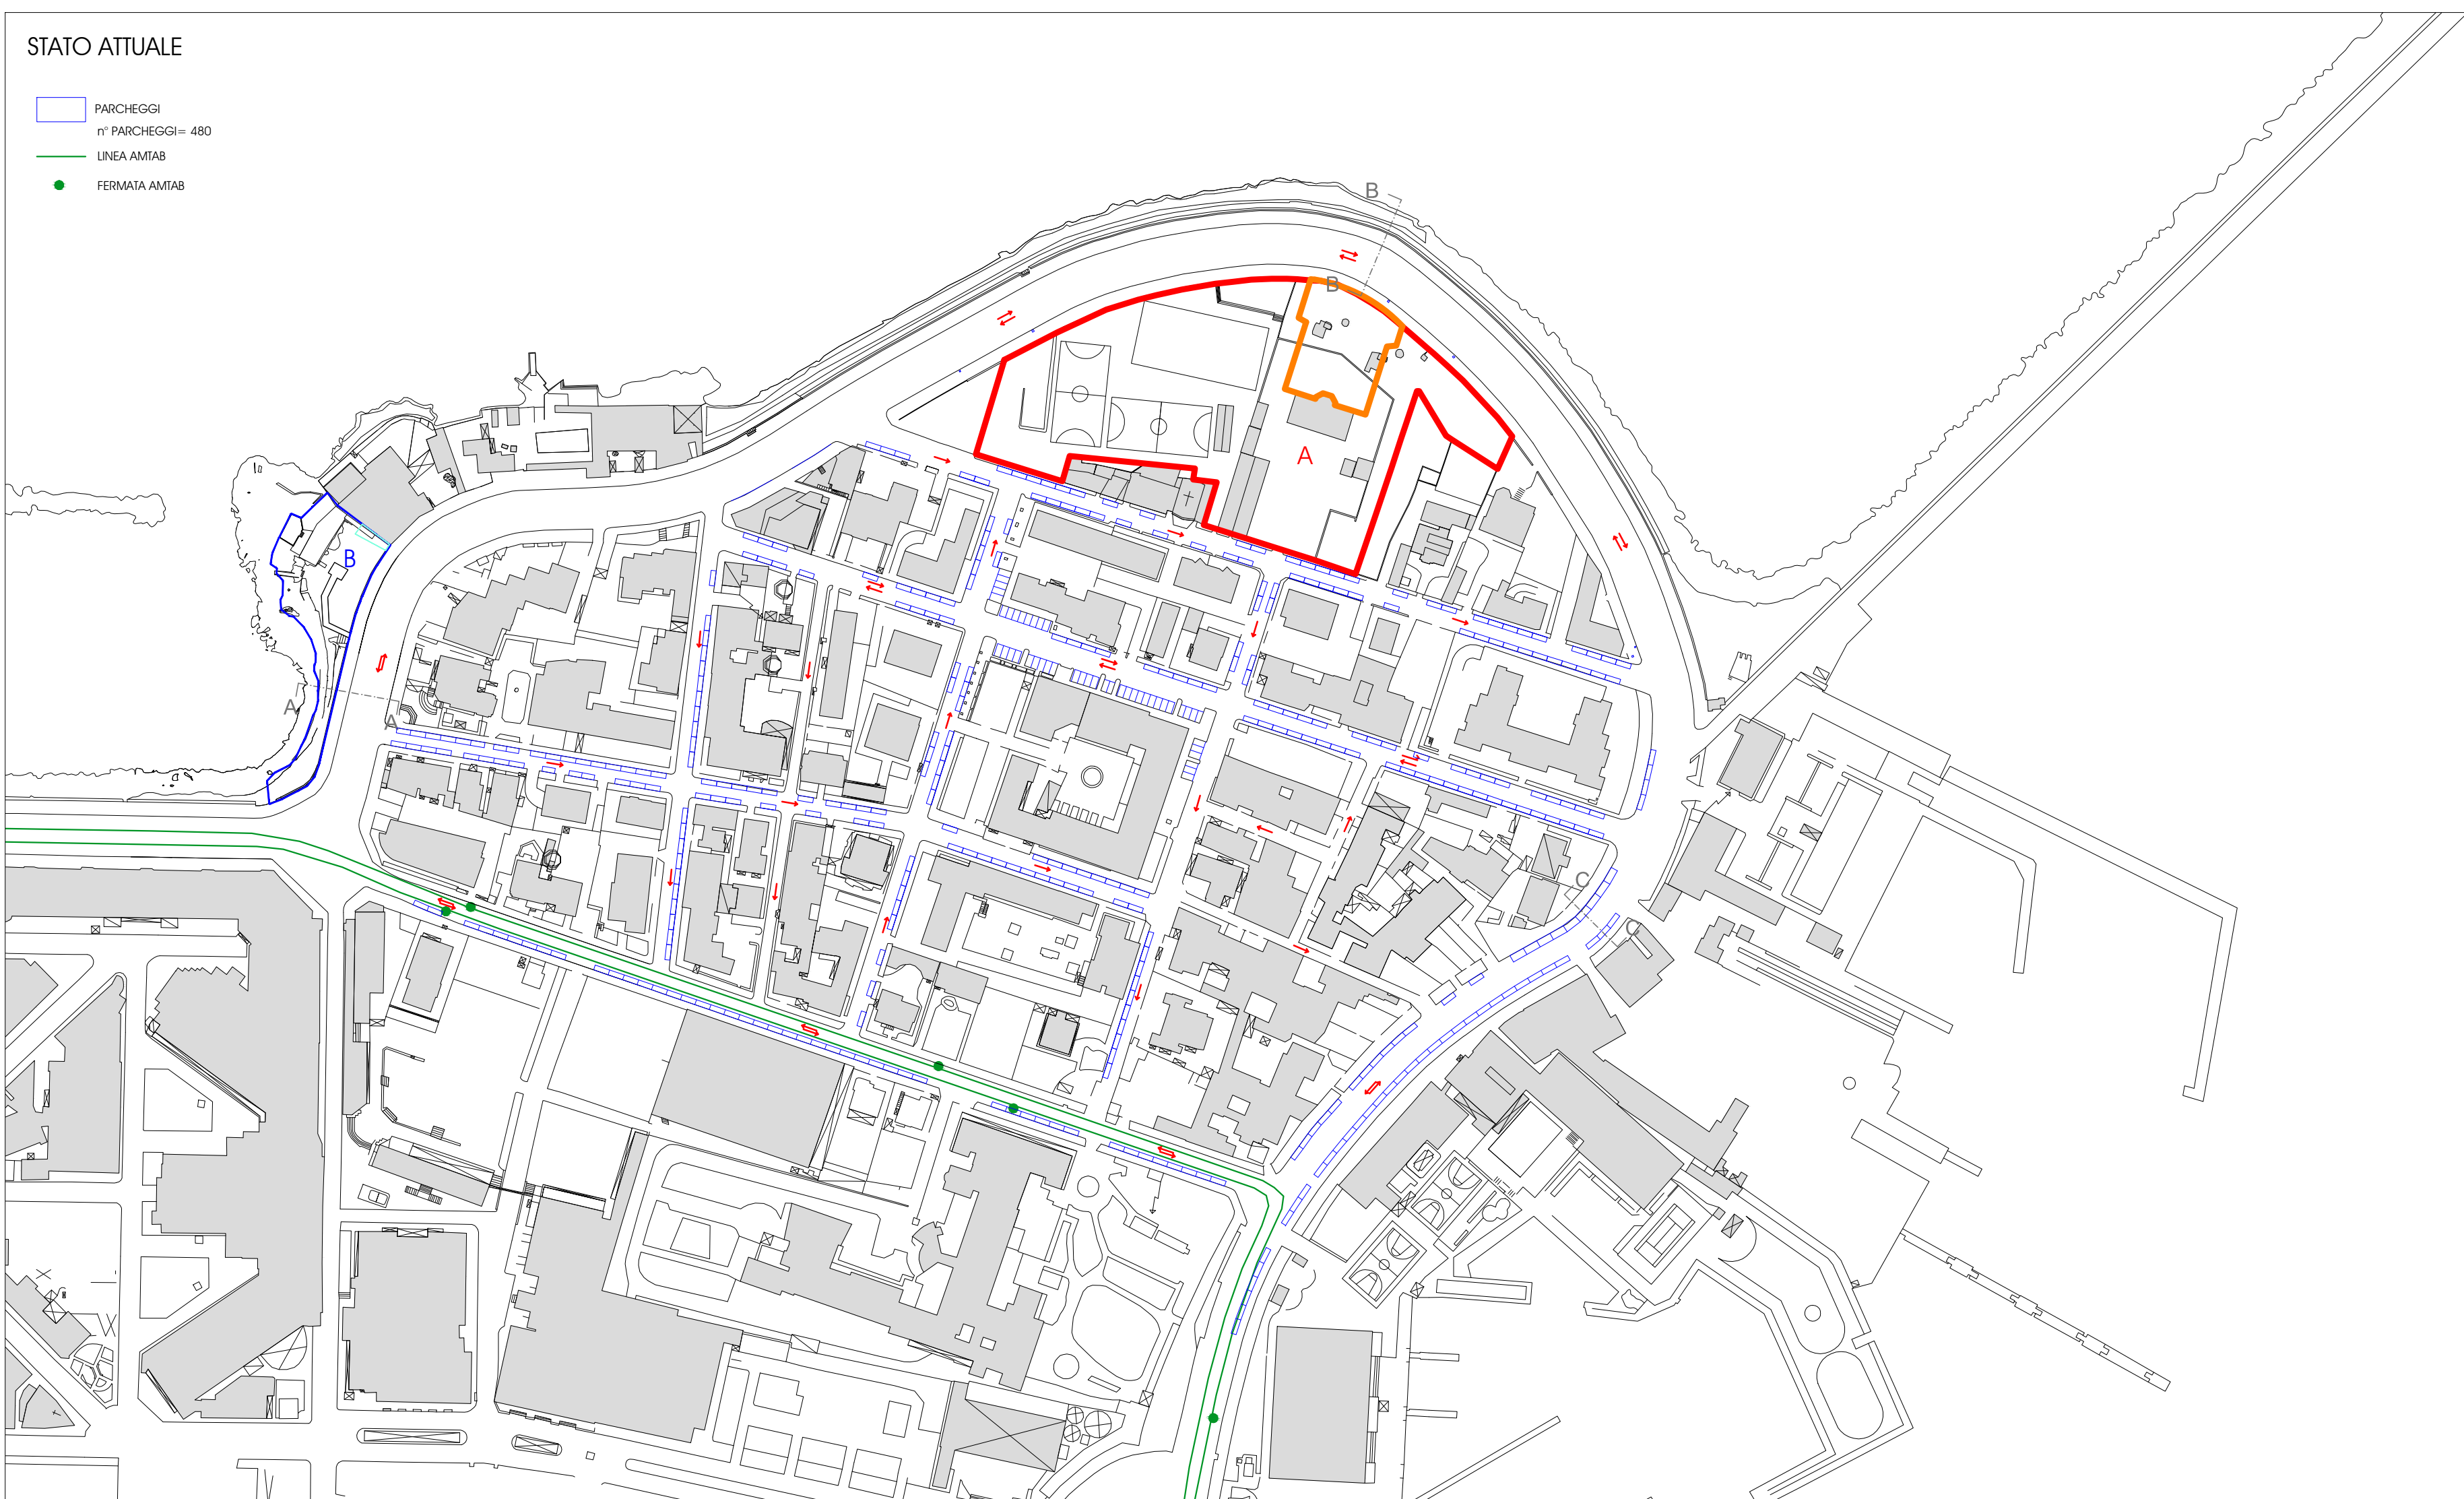 STATO ATTUALE
PARCHEGGI
n° PARCHEGGI= 480
LINEA AMTAB
FERMATA AMTAB
B
B
A
B
A
A
C
C